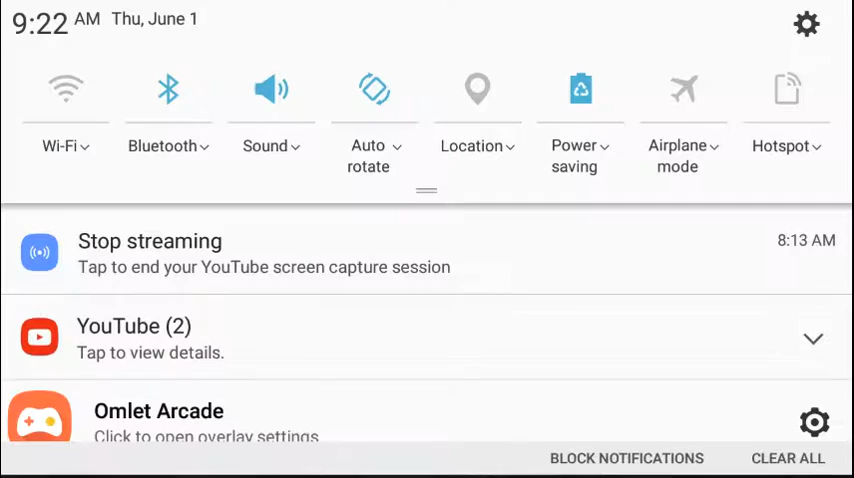 9:22 AM Thu, June 1
Wi-Fi Bluetooth Sound Auto rotate Location Power saving Airplane mode Hotspot
Stop streaming
8:13 AM
Tap to end your YouTube screen capture session
YouTube (2)
Tap to view details.
Omlet Arcade
Click to open overlay settings
BLOCK NOTIFICATIONS CLEAR ALL